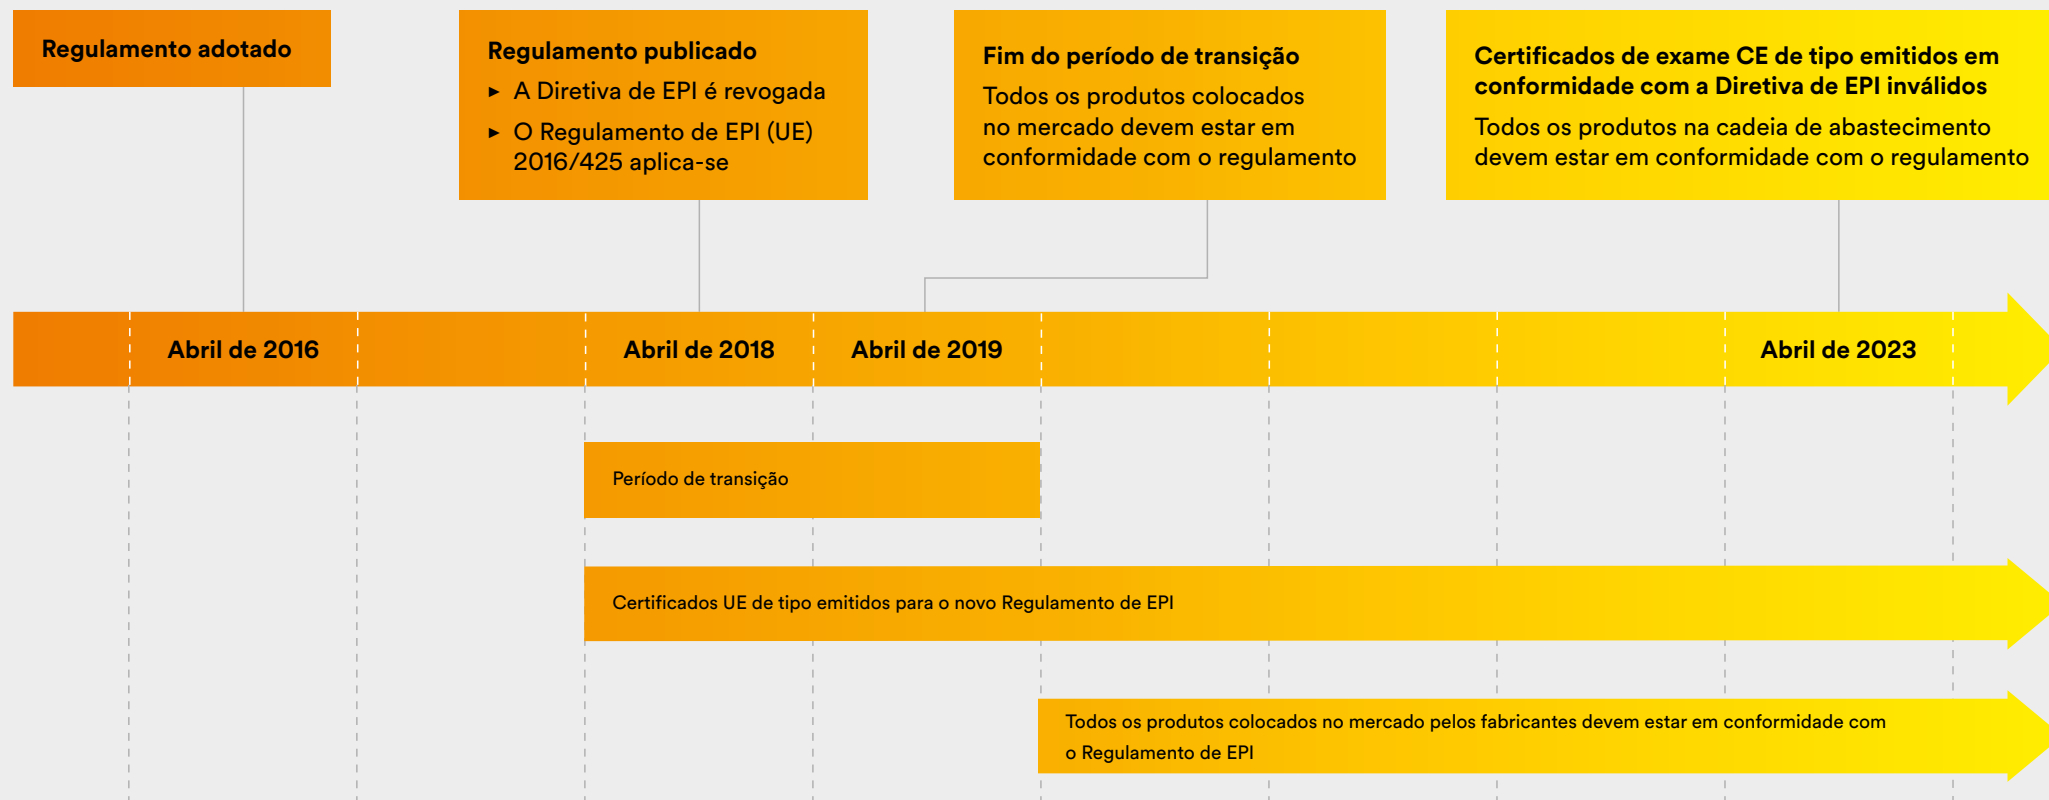 Regulamento adotado
Regulamento publicado
▸ A Diretiva de EPI é revogada
▸ O Regulamento de EPI (UE)
2016/425 aplica-se
Fim do período de transição
Todos os produtos colocados
no mercado devem estar em
conformidade com o regulamento
Certificados de exame CE de tipo emitidos em
conformidade com a Diretiva de EPI inválidos
Todos os produtos na cadeia de abastecimento
devem estar em conformidade com o regulamento
Abril de 2016
Abril de 2018
Abril de 2019
Abril de 2023
Período de transição
Certificados UE de tipo emitidos para o novo Regulamento de EPI
Todos os produtos colocados no mercado pelos fabricantes devem estar em conformidade com
o Regulamento de EPI